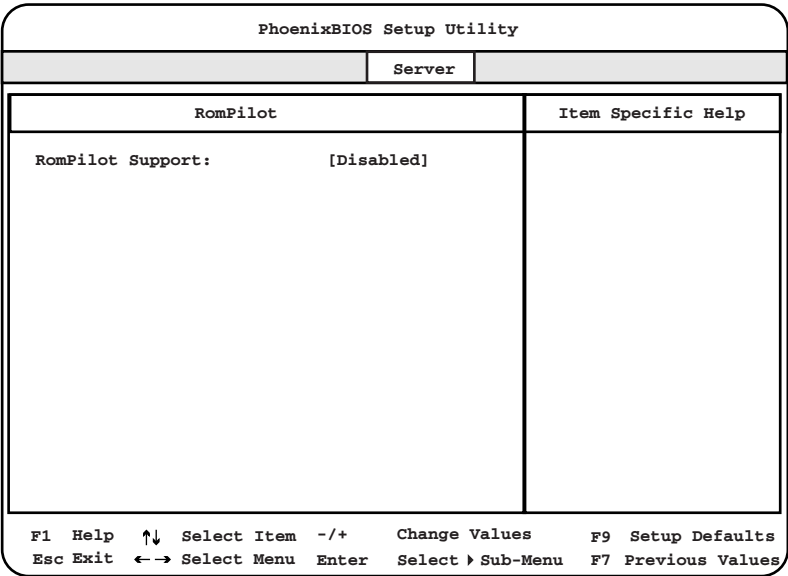 PhoenixBIOS Setup Utility
Server
RomPilot
Item Specific Help
RomPilot Support: [Disabled]
F1 Help ↑↓ Select Item -/+ Change Values F9 Setup Defaults
Esc Exit ←→ Select Menu Enter Select ▸ Sub-Menu F7 Previous Values